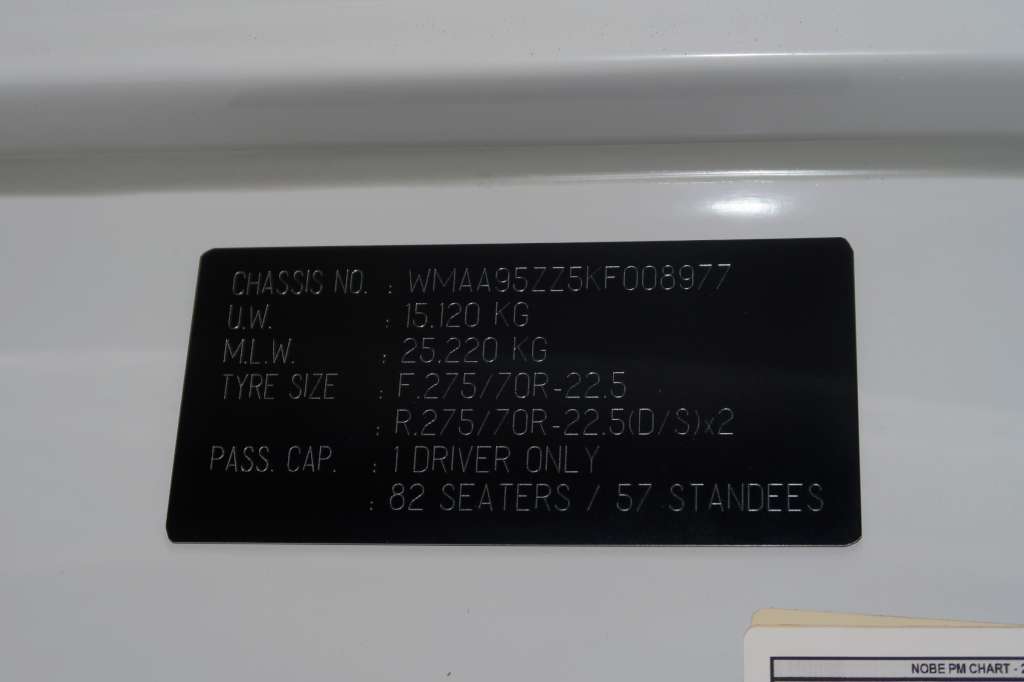 CHASSIS NO. : WMAA95ZZ5KF008977
U.W. : 15.120 KG
M.L.W. : 25.220 KG
TYRE SIZE : F.275/70R-22.5
: R.275/70R-22.5(D/S)x2
PASS. CAP. : 1 DRIVER ONLY
: 82 SEATERS / 57 STANDEES
NOBE PM CHART - 2